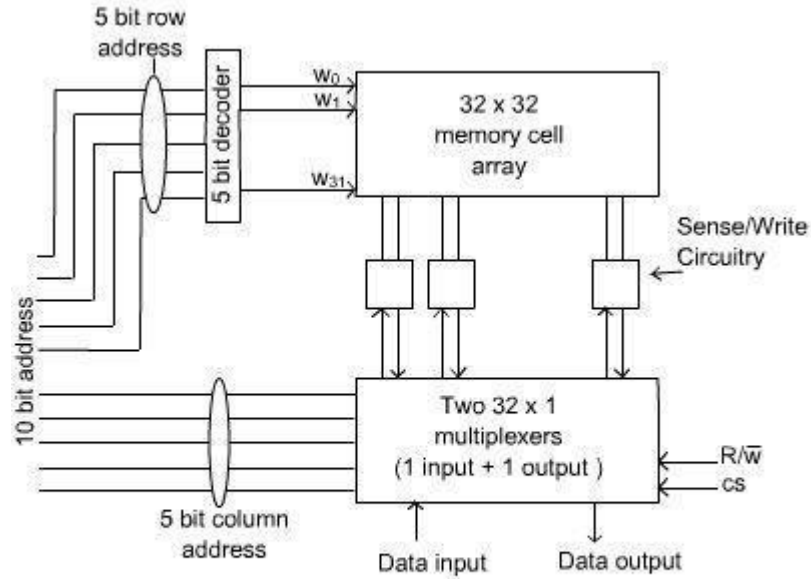 5 bit row
address
5 bit decoder
w0
w1
w31
32 x 32
memory cell
array
Sense/Write
Circuitry
10 bit address
Two 32 x 1
multiplexers
(1 input + 1 output )
R/w̅
cs
5 bit column
address
Data input
Data output